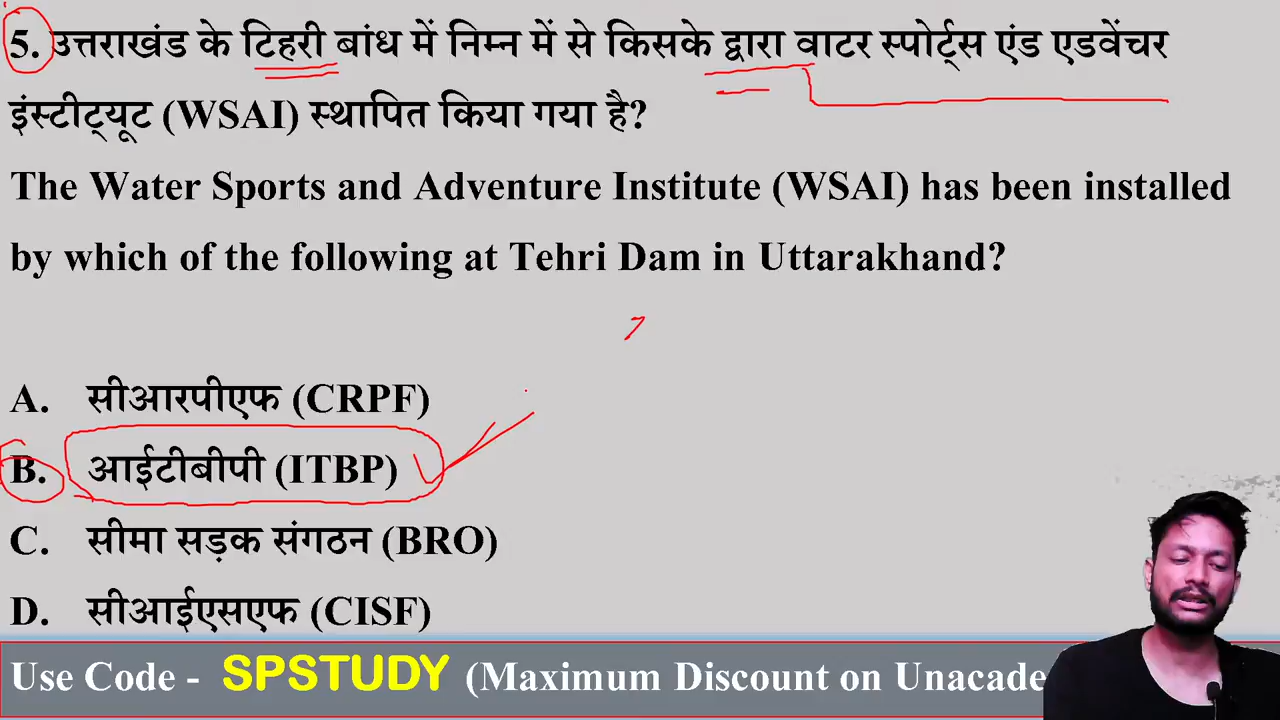 5. उत्तराखंड के टिहरी बांध में निम्न में से किसके द्वारा वाटर स्पोर्ट्स एंड एडवेंचर
इंस्टीट्यूट (WSAI) स्थापित किया गया है?
The Water Sports and Adventure Institute (WSAI) has been installed
by which of the following at Tehri Dam in Uttarakhand?
A. सीआरपीएफ (CRPF)
B. आईटीबीपी (ITBP)
C. सीमा सड़क संगठन (BRO)
D. सीआईएसएफ (CISF)
Use Code - SPSTUDY (Maximum Discount on Unacade